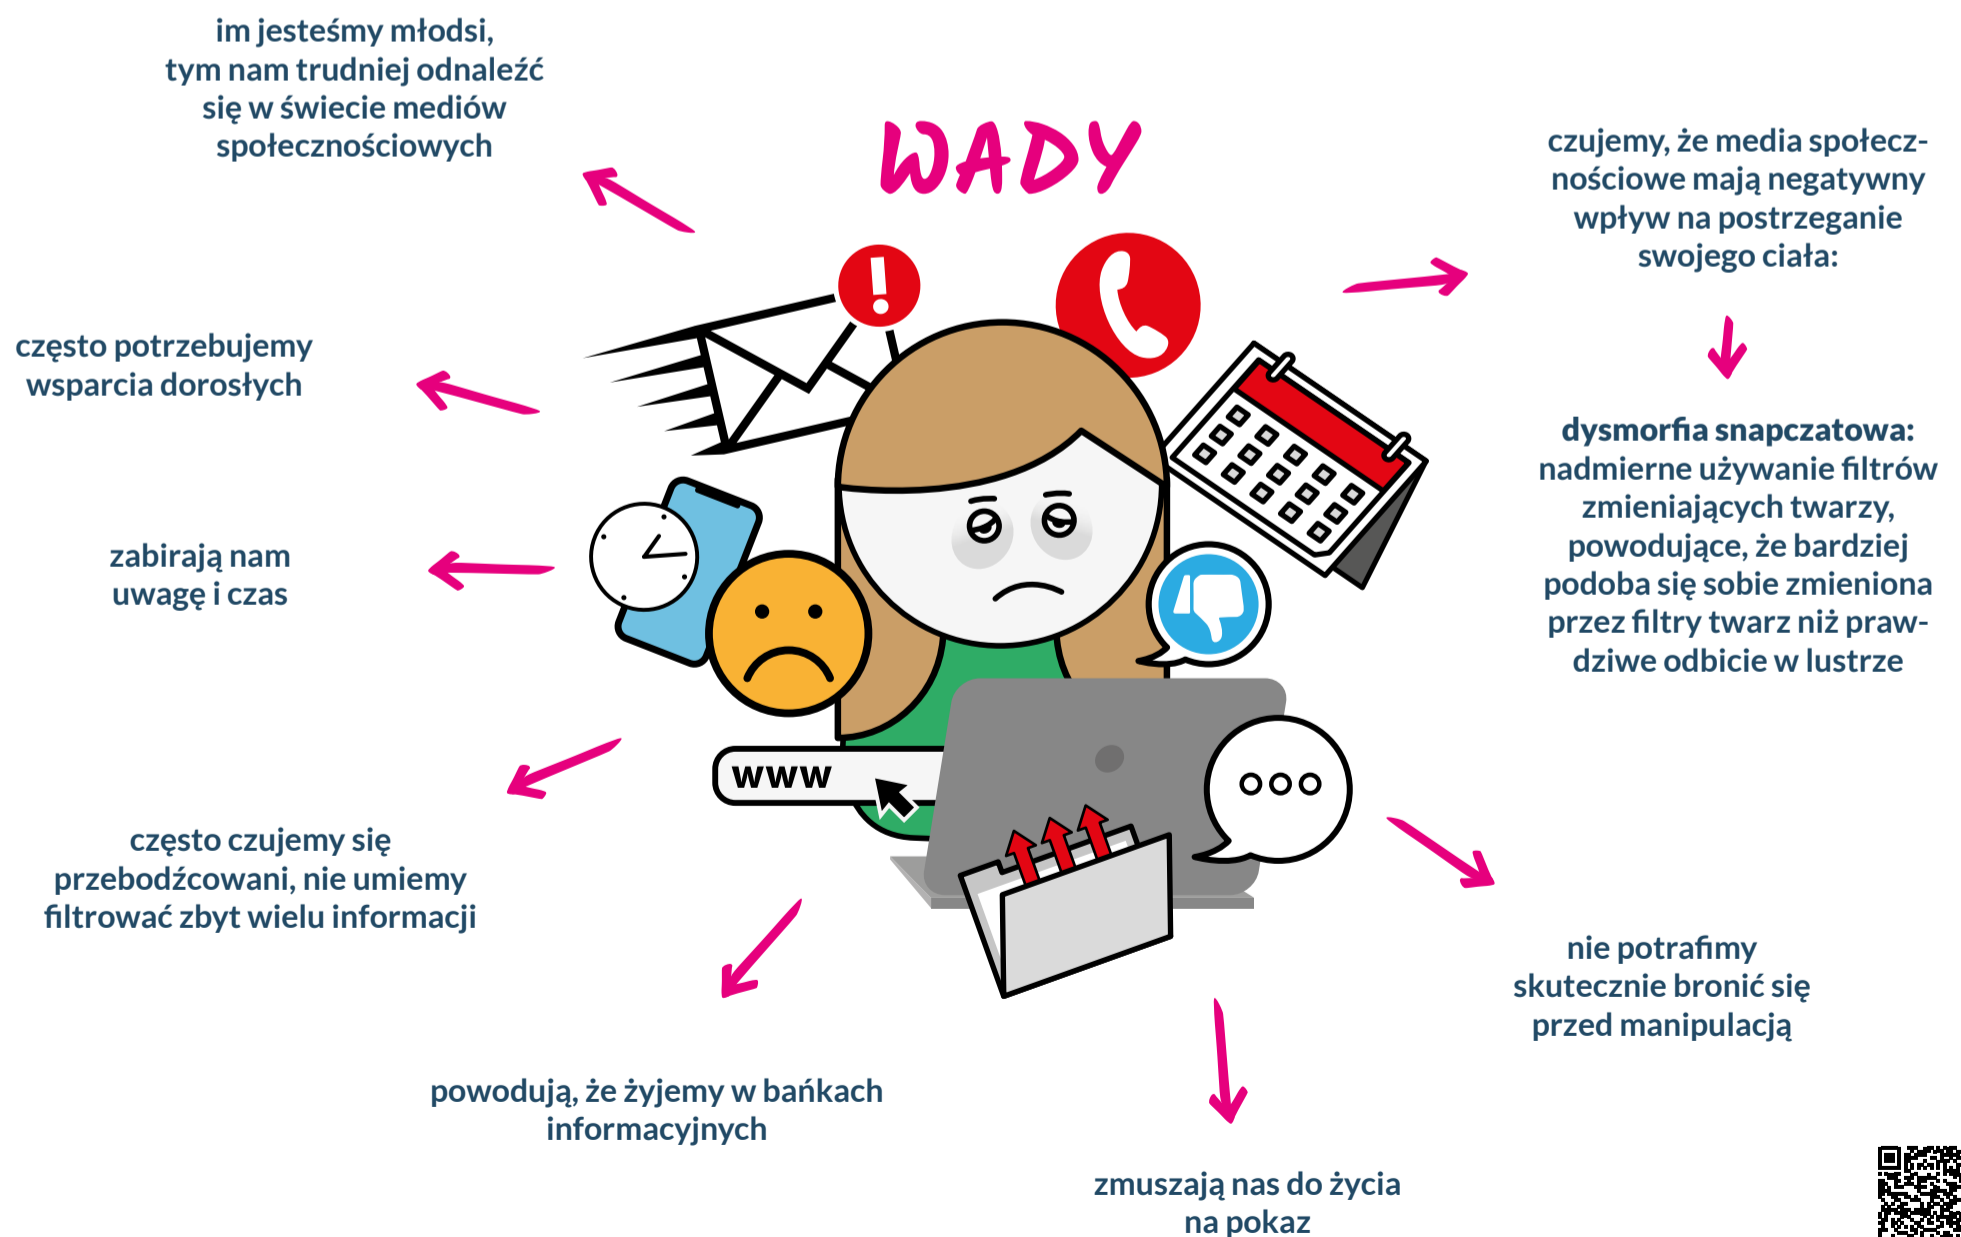 im jesteśmy młodsi,
tym nam trudniej odnaleźć
się w świecie mediów
społecznościowych
WADY
czujemy, że media społecz-
nościowe mają negatywny
wpływ na postrzeganie
swojego ciała:
często potrzebujemy
wsparcia dorosłych
dysmorfia snapczatowa:
nadmierne używanie filtrów
zmieniających twarzy,
powodujące, że bardziej
podoba się sobie zmieniona
przez filtry twarz niż praw-
dziwe odbicie w lustrze
zabirają nam
uwagę i czas
www
często czujemy się
przebodźcowani, nie umiemy
filtrować zbyt wielu informacji
nie potrafimy
skutecznie bronić się
przed manipulacją
powodują, że żyjemy w bańkach
informacyjnych
zmuszają nas do życia
na pokaz